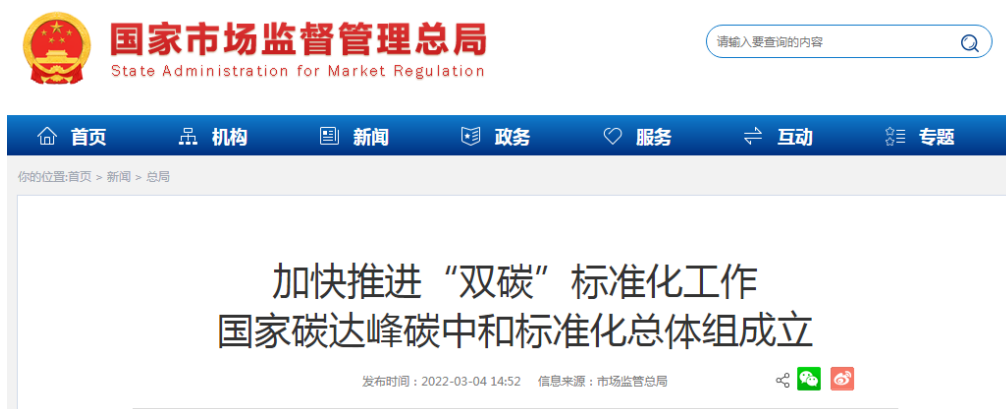 国家市场监督管理总局
State Administration for Market Regulation
请输入要查询的内容
首页 机构 新闻 政务 服务 互动 专题
你的位置:首页 > 新闻 > 总局
加快推进“双碳”标准化工作
国家碳达峰碳中和标准化总体组成立
发布时间：2022-03-04 14:52 信息来源：市场监管总局